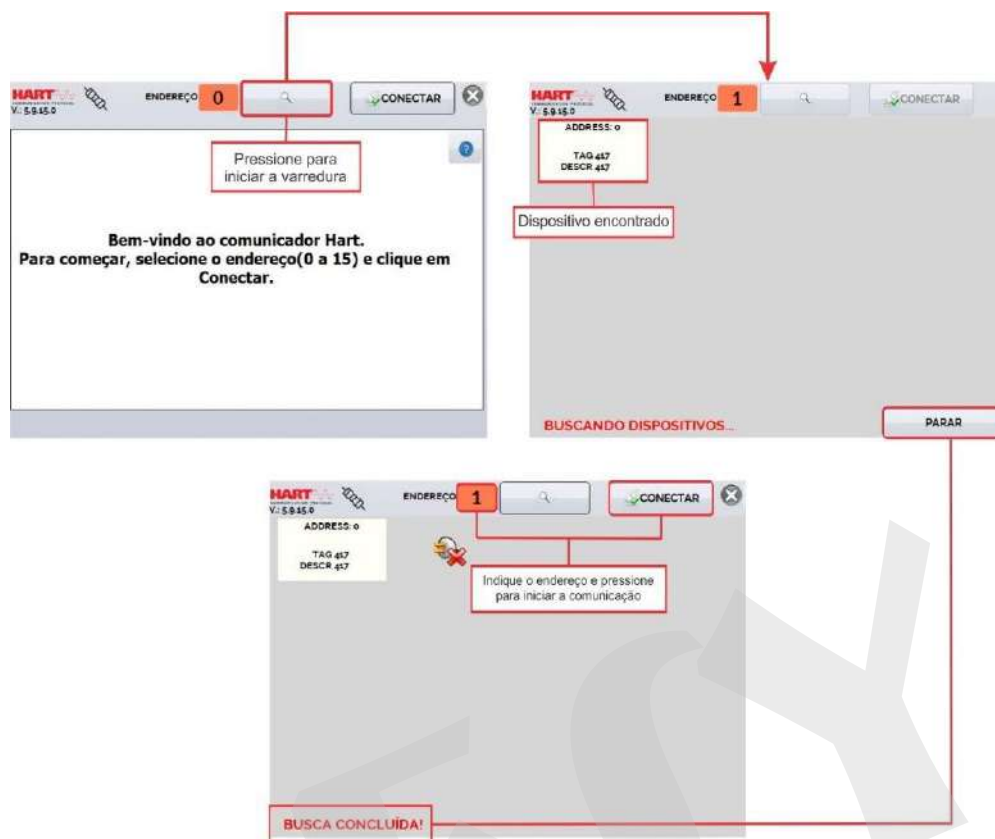 HART
V.: 5.9.15.0
ENDEREÇO 0
CONECTAR
Pressione para
iniciar a varredura
Bem-vindo ao comunicador Hart.
Para começar, selecione o endereço(0 a 15) e clique em
Conectar.
HART
V.: 5.9.15.0
ENDEREÇO 1
CONECTAR
ADDRESS: 0
TAG 417
DESCR 417
Dispositivo encontrado
BUSCANDO DISPOSITIVOS...
PARAR
HART
V.: 5.9.15.0
ENDEREÇO 1
CONECTAR
ADDRESS: 0
TAG 417
DESCR 417
Indique o endereço e pressione
para iniciar a comunicação
BUSCA CONCLUÍDA!